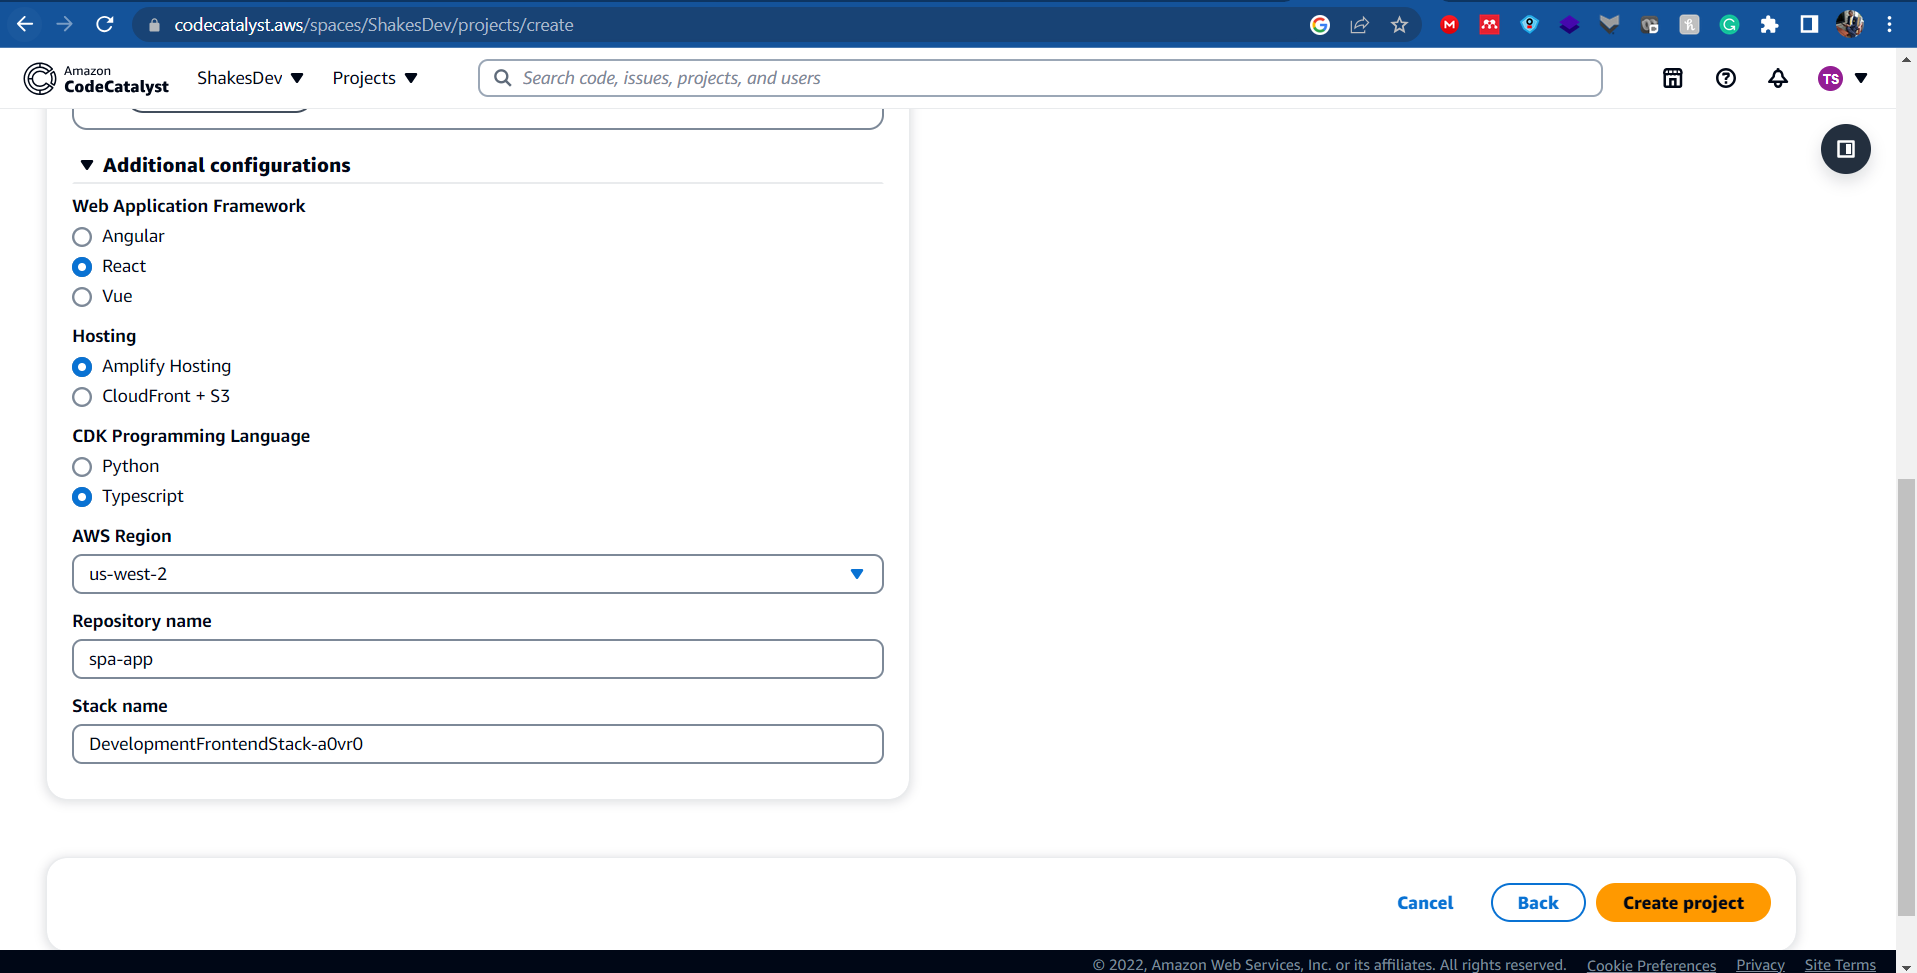 codecatalyst.aws/spaces/ShakesDev/projects/create
Amazon
CodeCatalyst
ShakesDev
Projects
Search code, issues, projects, and users
TS
Additional configurations
Web Application Framework
Angular
React
Vue
Hosting
Amplify Hosting
CloudFront + S3
CDK Programming Language
Python
Typescript
AWS Region
us-west-2
Repository name
spa-app
Stack name
DevelopmentFrontendStack-a0vr0
Cancel
Back
Create project
© 2022, Amazon Web Services, Inc. or its affiliates. All rights reserved. Cookie Preferences Privacy Site Terms